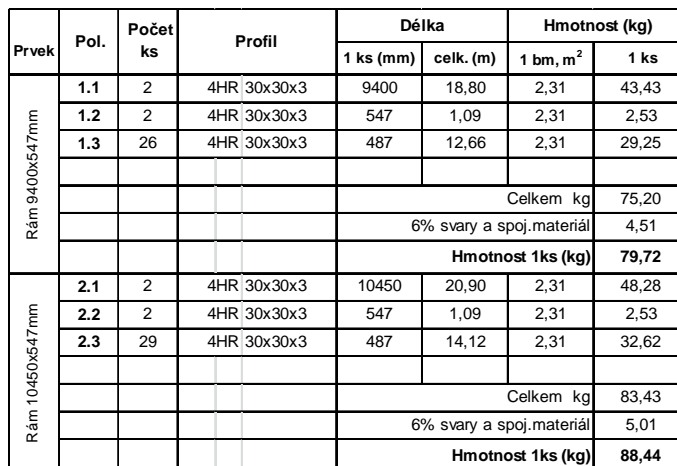 Prvek Pol. Počet ks Profil Délka Hmotnost (kg)
1 ks (mm) celk. (m) 1 bm, m² 1 ks
Rám 9400x547mm
1.1 2 4HR 30x30x3 9400 18,80 2,31 43,43
1.2 2 4HR 30x30x3 547 1,09 2,31 2,53
1.3 26 4HR 30x30x3 487 12,66 2,31 29,25
Celkem kg 75,20
6% svary a spoj.materiál 4,51
Hmotnost 1ks (kg) 79,72
Rám 10450x547mm
2.1 2 4HR 30x30x3 10450 20,90 2,31 48,28
2.2 2 4HR 30x30x3 547 1,09 2,31 2,53
2.3 29 4HR 30x30x3 487 14,12 2,31 32,62
Celkem kg 83,43
6% svary a spoj.materiál 5,01
Hmotnost 1ks (kg) 88,44